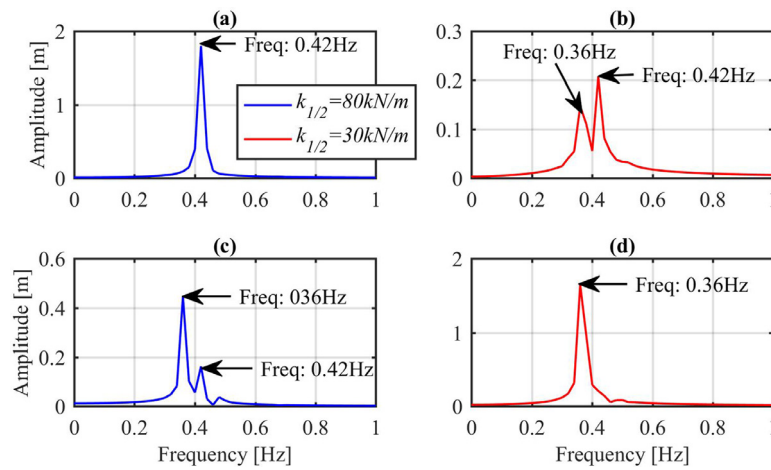 (a)
(b)
Amplitude [m]
2
1
0
Freq: 0.42Hz
k1/2=80kN/m
k1/2=30kN/m
0 0.2 0.4 0.6 0.8 1
0.3
0.2
0.1
0
Freq: 0.36Hz
Freq: 0.42Hz
0 0.2 0.4 0.6 0.8 1
(c)
(d)
Amplitude [m]
0.6
0.4
0.2
0
Freq: 036Hz
Freq: 0.42Hz
0 0.2 0.4 0.6 0.8 1
Frequency [Hz]
2
1
0
Freq: 0.36Hz
0 0.2 0.4 0.6 0.8 1
Frequency [Hz]